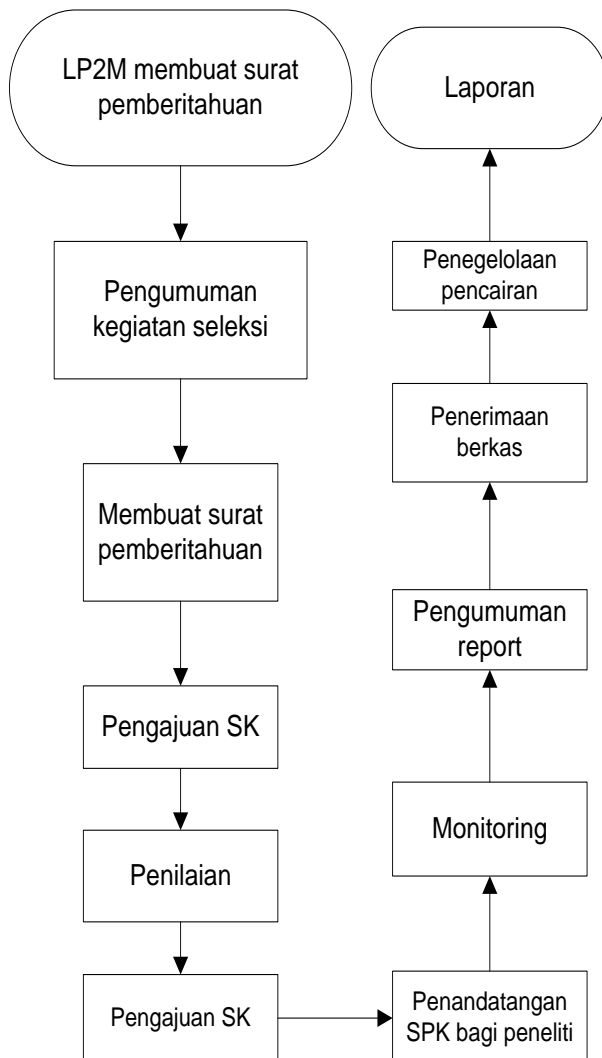 LP2M membuat surat
pemberitahuan
Pengumuman
kegiatan seleksi
Membuat surat
pemberitahuan
Pengajuan SK
Penilaian
Pengajuan SK
Penandatangan
SPK bagi peneliti
Monitoring
Pengumuman
report
Penerimaan
berkas
Penegelolaan
pencairan
Laporan